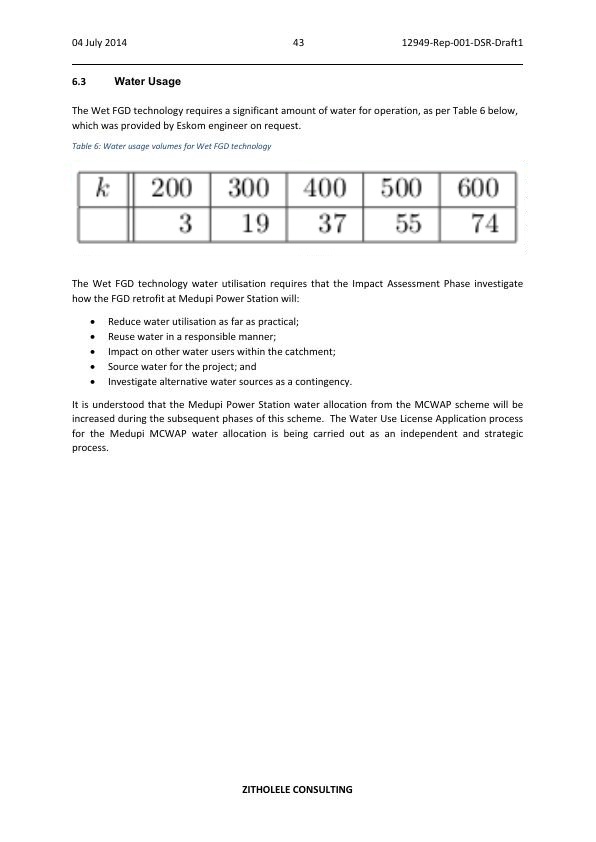 04 July 2014 43 12949-Rep-001-DSR-Draft1
6.3 Water Usage
The Wet FGD technology requires a significant amount of water for operation, as per Table 6 below,
which was provided by Eskom engineer on request.
Table 6: Water usage volumes for Wet FGD technology
k 200 300 400 500 600
3 19 37 55 74
The Wet FGD technology water utilisation requires that the Impact Assessment Phase investigate
how the FGD retrofit at Medupi Power Station will:
• Reduce water utilisation as far as practical;
• Reuse water in a responsible manner;
• Impact on other water users within the catchment;
• Source water for the project; and
• Investigate alternative water sources as a contingency.
It is understood that the Medupi Power Station water allocation from the MCWAP scheme will be
increased during the subsequent phases of this scheme. The Water Use License Application process
for the Medupi MCWAP water allocation is being carried out as an independent and strategic
process.
ZITHOLELE CONSULTING